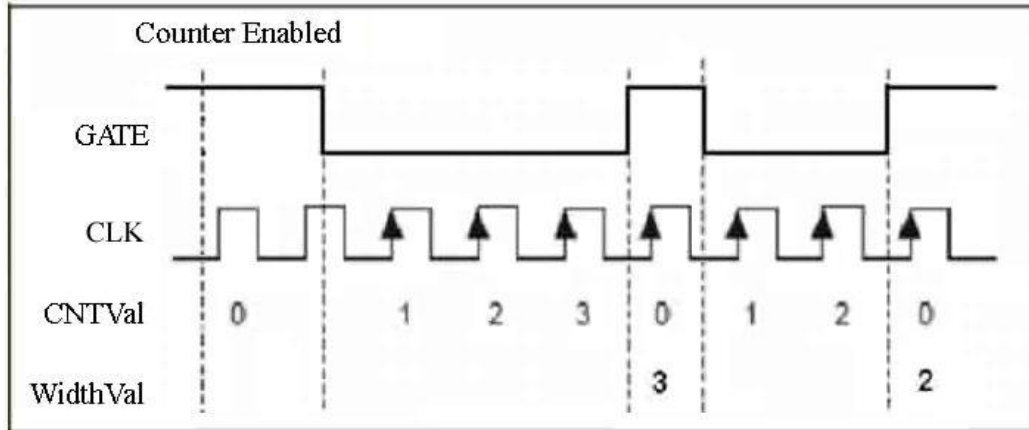 Counter Enabled
GATE
CLK
CNTVal 0 1 2 3 0 1 2 0
WidthVal 3 2